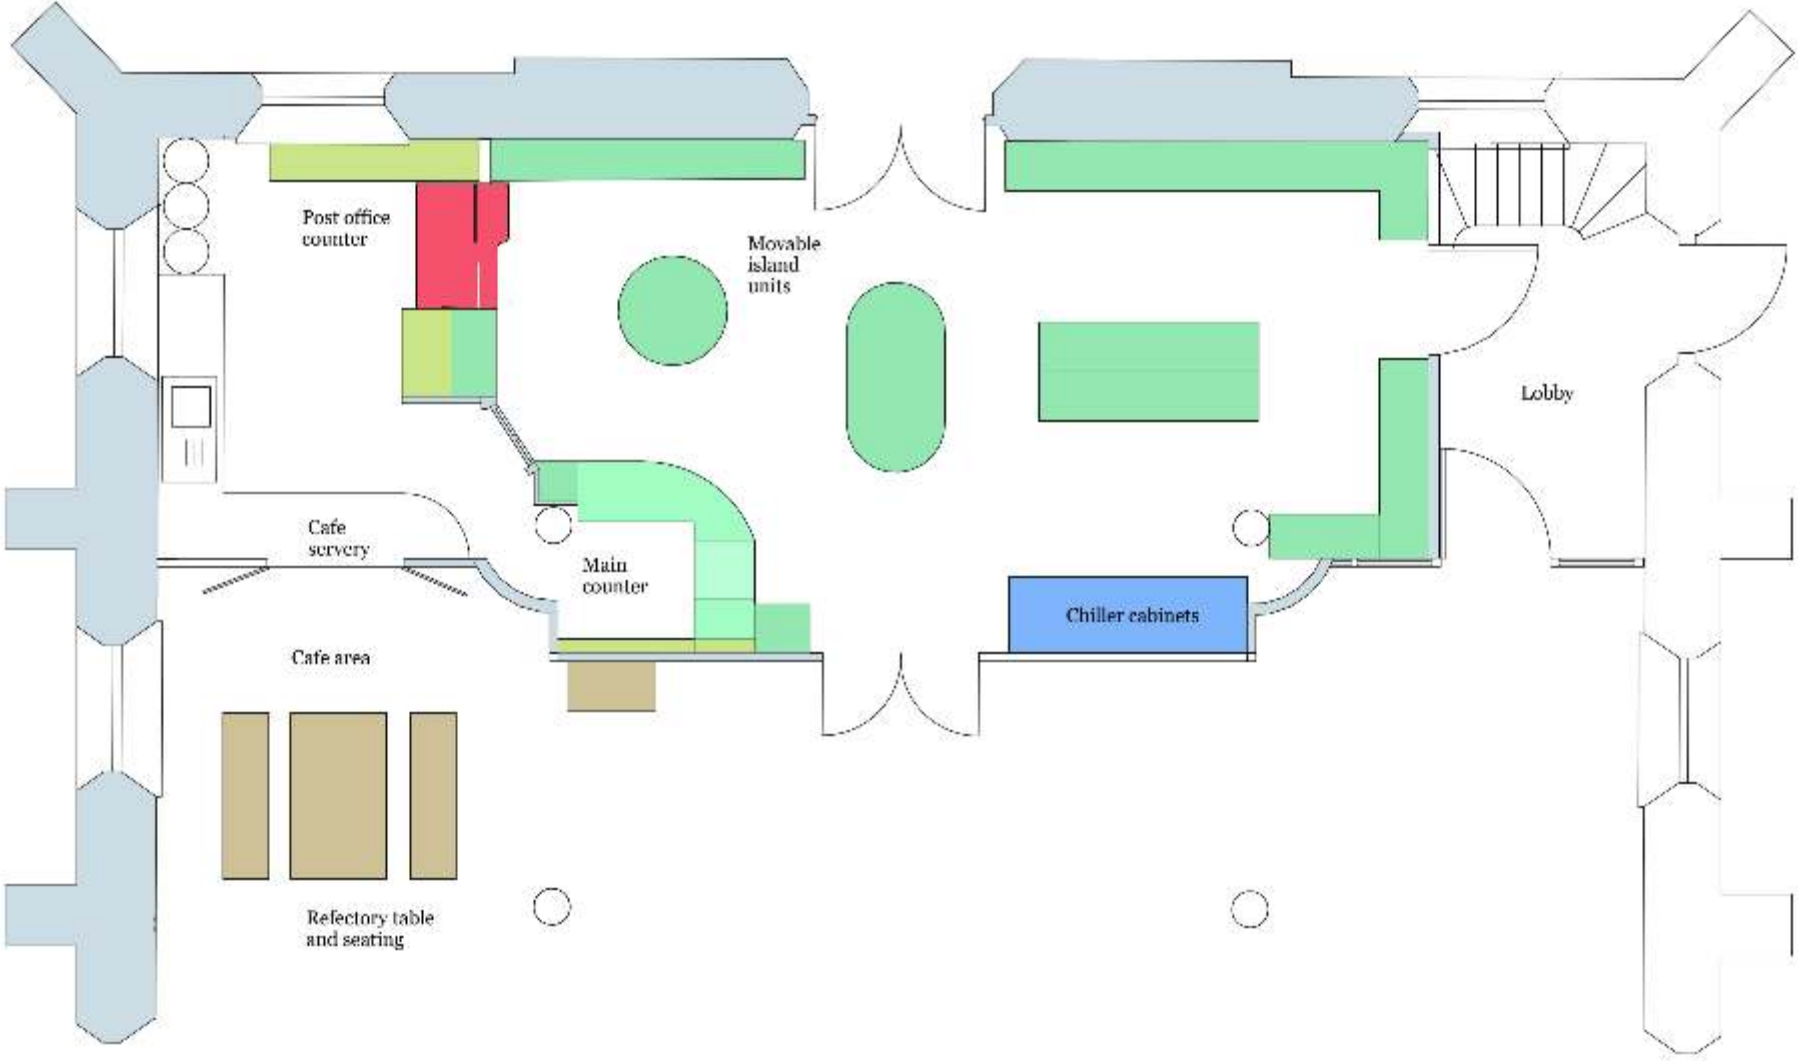 Post office
counter
Movable
island
units
Lobby
Cafe
servery
Main
counter
Chiller cabinets
Cafe area
Refectory table
and seating